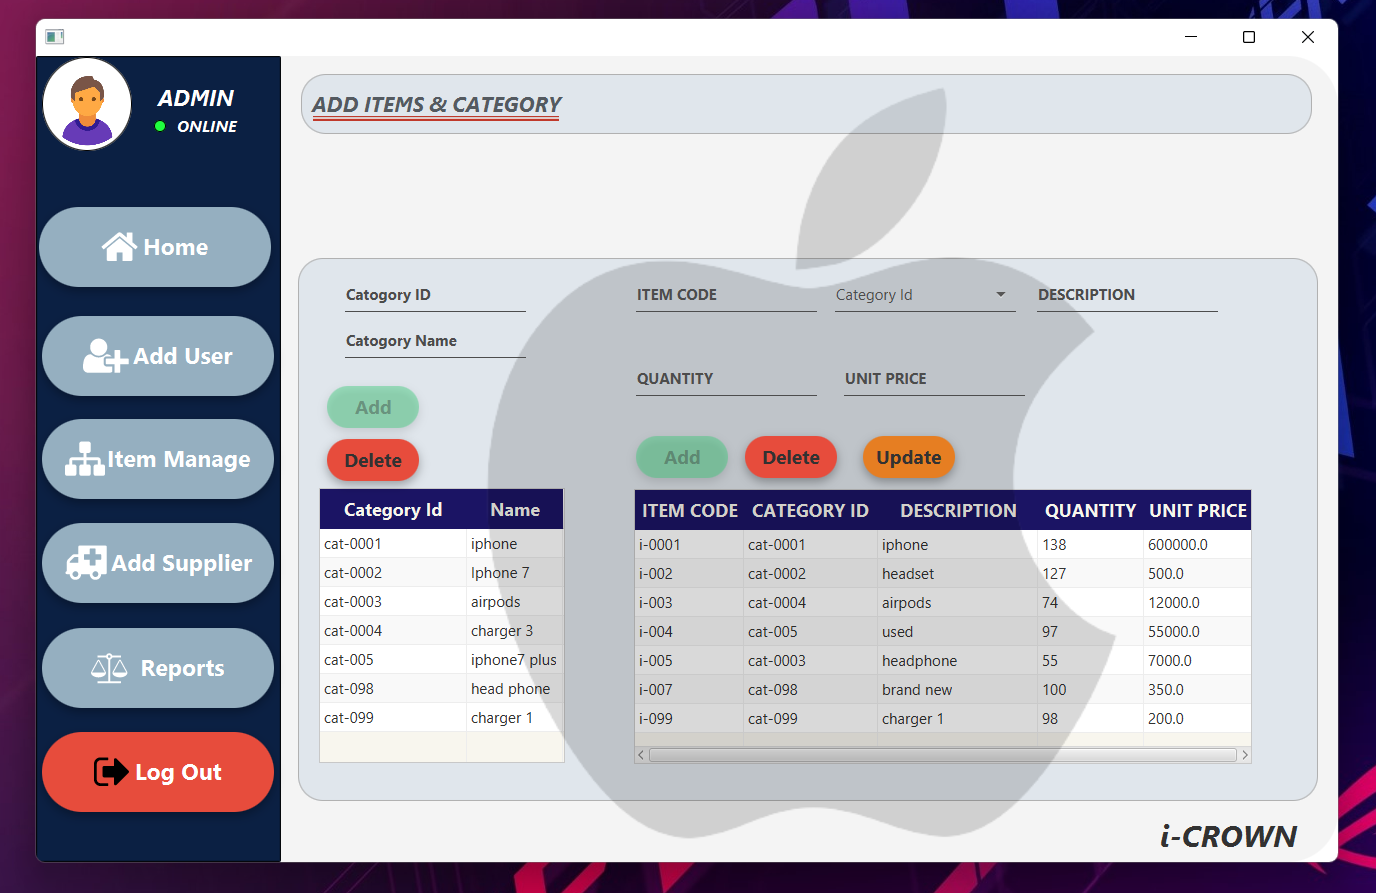 ADMIN
ONLINE
Home
Add User
Item Manage
Add Supplier
Reports
Log Out
ADD ITEMS & CATEGORY
Catogory ID
Catogory Name
Add
Delete
Category Id Name
cat-0001 iphone
cat-0002 Iphone 7
cat-0003 airpods
cat-0004 charger 3
cat-005 iphone7 plus
cat-098 head phone
cat-099 charger 1
ITEM CODE Category Id DESCRIPTION
QUANTITY UNIT PRICE
Add Delete Update
ITEM CODE CATEGORY ID DESCRIPTION QUANTITY UNIT PRICE
i-0001 cat-0001 iphone 138 600000.0
i-002 cat-0002 headset 127 500.0
i-003 cat-0004 airpods 74 12000.0
i-004 cat-005 used 97 55000.0
i-005 cat-0003 headphone 55 7000.0
i-007 cat-098 brand new 100 350.0
i-099 cat-099 charger 1 98 200.0
i-CROWN